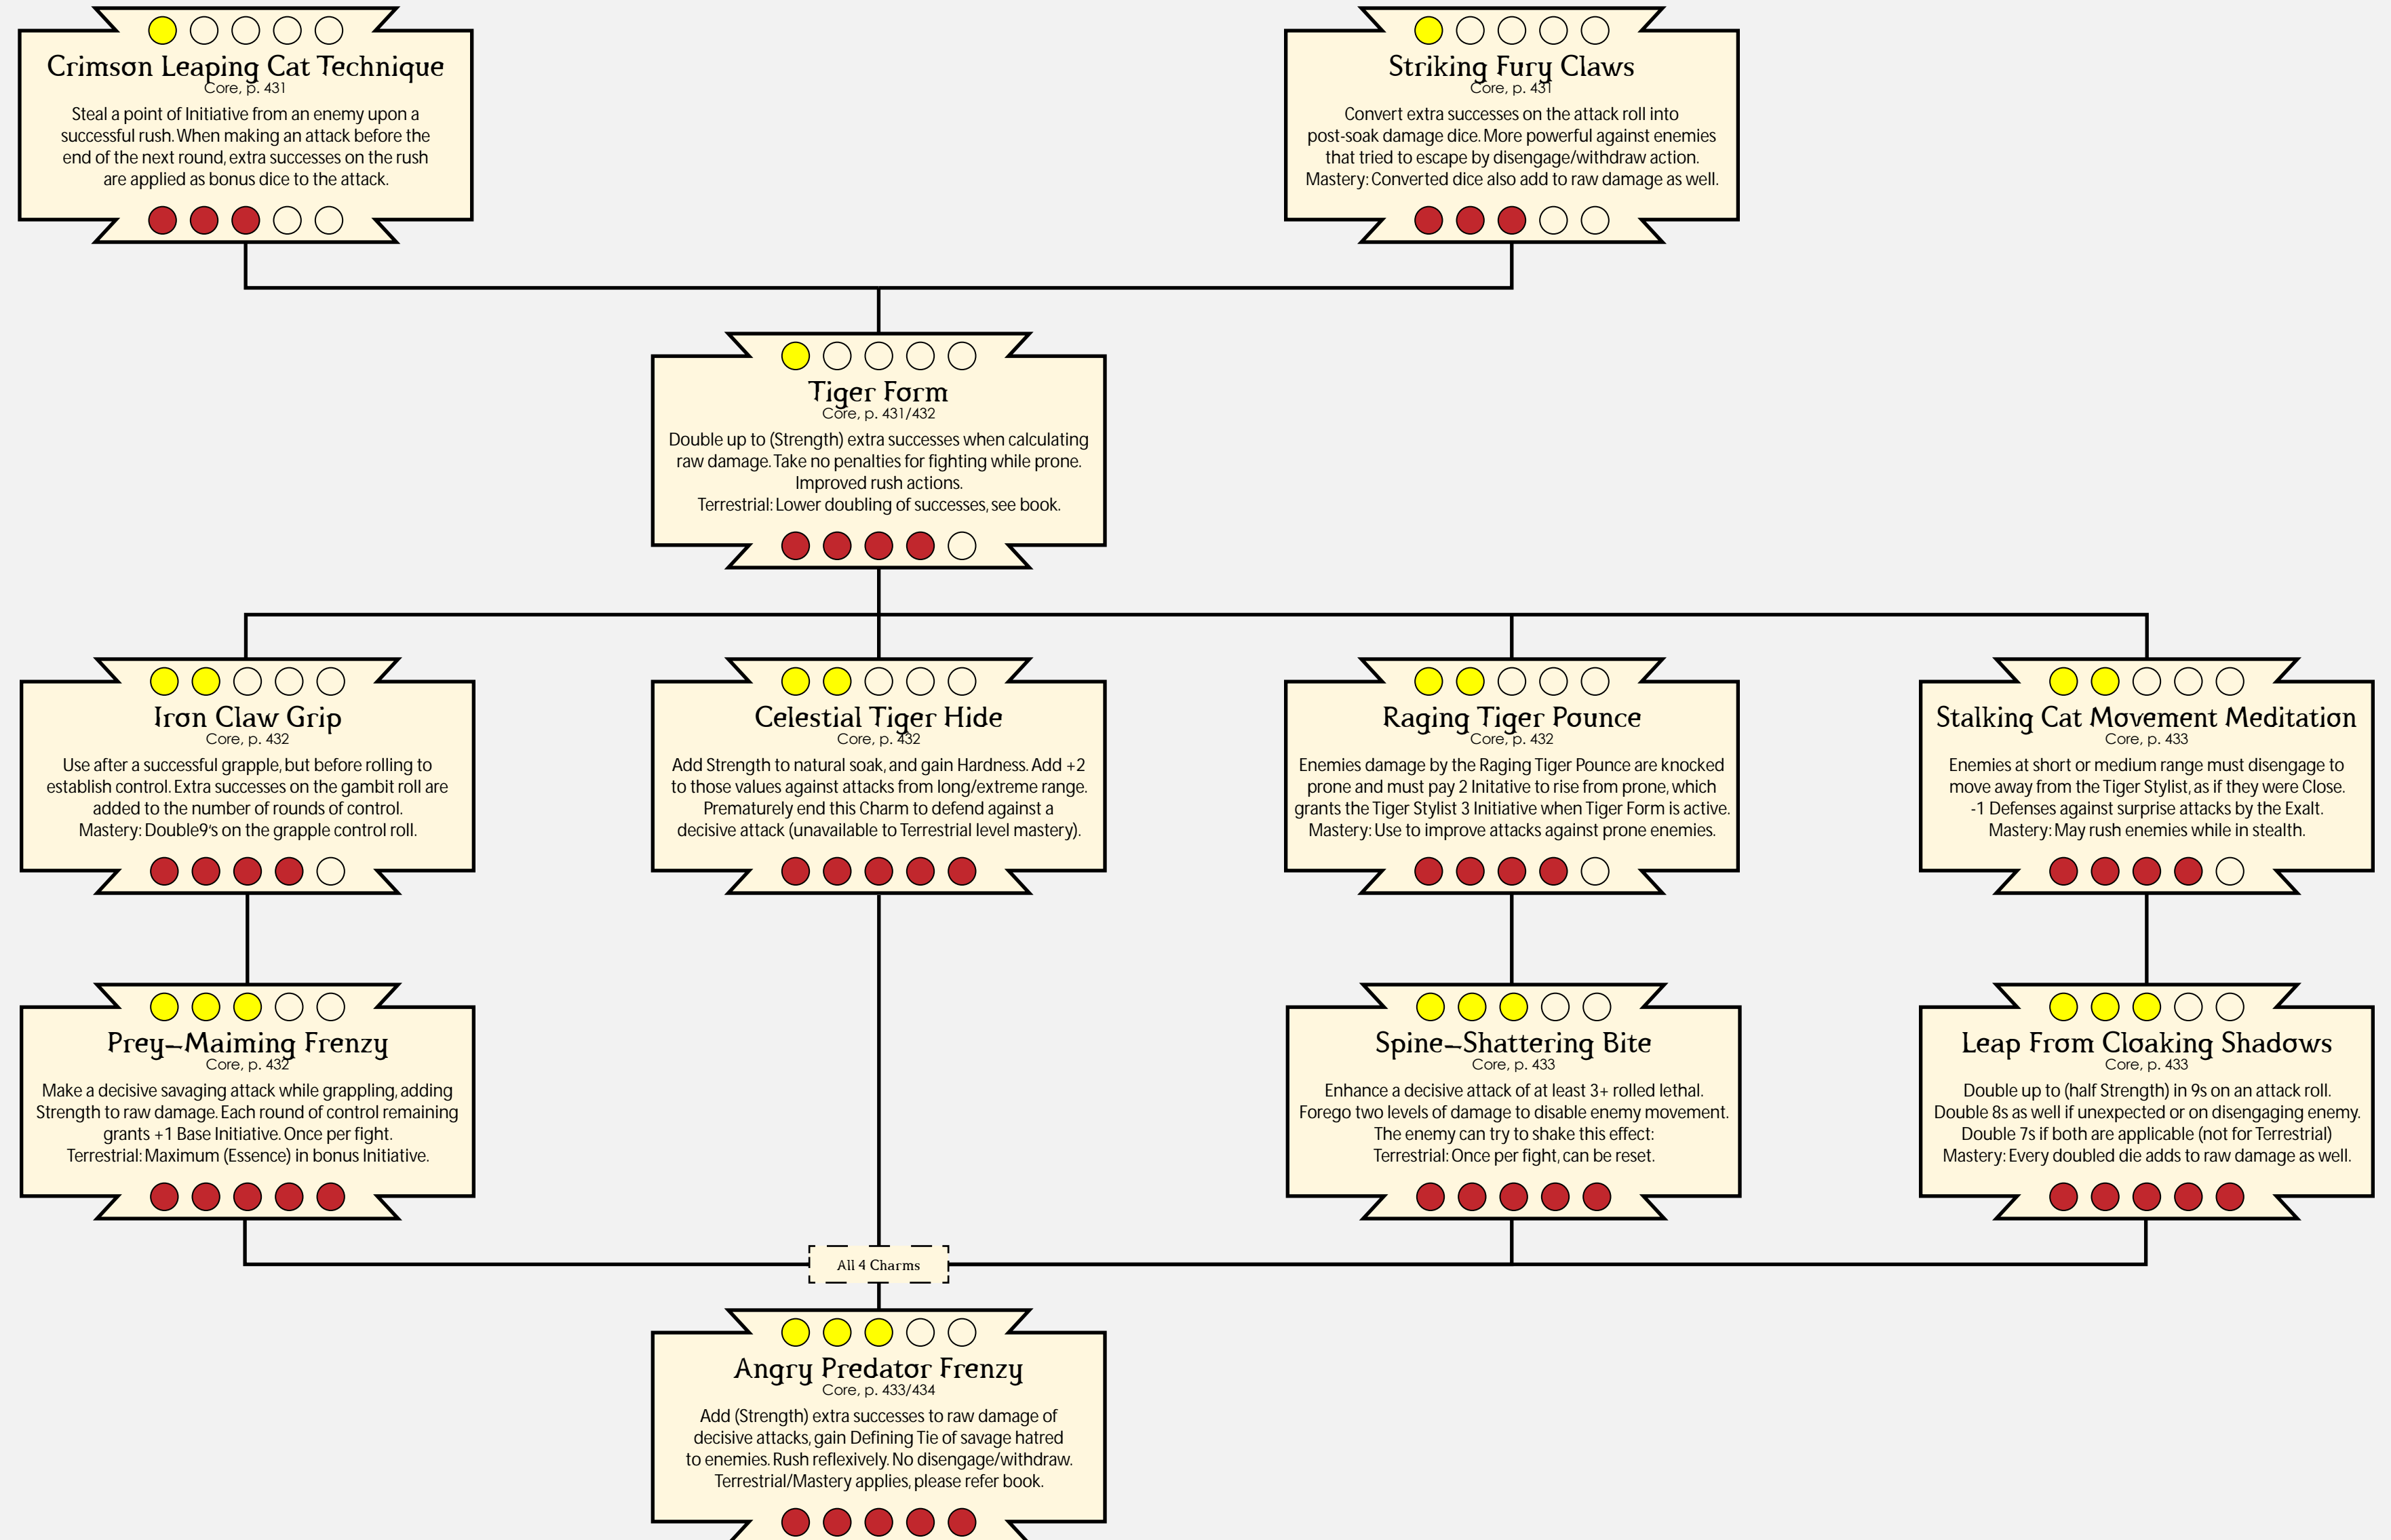 Crimson Leaping Cat Technique
Core, p. 431
Steal a point of Initiative from an enemy upon a
successful rush. When making an attack before the
end of the next round, extra successes on the rush
are applied as bonus dice to the attack.
Striking Fury Claws
Core, p. 431
Convert extra successes on the attack roll into
post-soak damage dice. More powerful against enemies
that tried to escape by disengage/withdraw action.
Mastery: Converted dice also add to raw damage as well.
Tiger Form
Core, p. 431/432
Double up to (Strength) extra successes when calculating
raw damage. Take no penalties for fighting while prone.
Improved rush actions.
Terrestrial: Lower doubling of successes, see book.
Iron Claw Grip
Core, p. 432
Use after a successful grapple, but before rolling to
establish control. Extra successes on the gambit roll are
added to the number of rounds of control.
Mastery: Double9's on the grapple control roll.
Celestial Tiger Hide
Core, p. 432
Add Strength to natural soak, and gain Hardness. Add +2
to those values against attacks from long/extreme range.
Prematurely end this Charm to defend against a
decisive attack (unavailable to Terrestrial level mastery).
Raging Tiger Pounce
Core, p. 432
Enemies damage by the Raging Tiger Pounce are knocked
prone and must pay 2 Initative to rise from prone, which
grants the Tiger Stylist 3 Initiative when Tiger Form is active.
Mastery: Use to improve attacks against prone enemies.
Stalking Cat Movement Meditation
Core, p. 433
Enemies at short or medium range must disengage to
move away from the Tiger Stylist, as if they were Close.
-1 Defenses against surprise attacks by the Exalt.
Mastery: May rush enemies while in stealth.
Prey-Maiming Frenzy
Core, p. 432
Make a decisive savaging attack while grappling, adding
Strength to raw damage. Each round of control remaining
grants +1 Base Initiative. Once per fight.
Terrestrial: Maximum (Essence) in bonus Initiative.
Spine-Shattering Bite
Core, p. 433
Enhance a decisive attack of at least 3+ rolled lethal.
Forego two levels of damage to disable enemy movement.
The enemy can try to shake this effect:
Terrestrial: Once per fight, can be reset.
Leap From Cloaking Shadows
Core, p. 433
Double up to (half Strength) in 9s on an attack roll.
Double 8s as well if unexpected or on disengaging enemy.
Double 7s if both are applicable (not for Terrestrial)
Mastery: Every doubled die adds to raw damage as well.
All 4 Charms
Angry Predator Frenzy
Core, p. 433/434
Add (Strength) extra successes to raw damage of
decisive attacks, gain Defining Tie of savage hatred
to enemies. Rush reflexively. No disengage/withdraw.
Terrestrial/Mastery applies, please refer book.